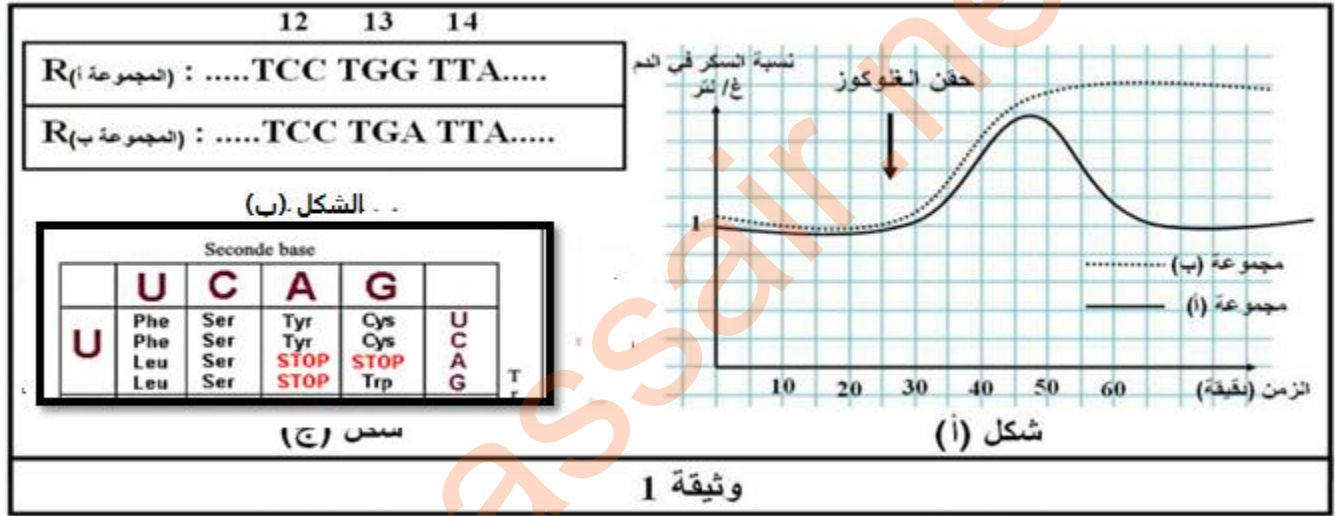 12 13 14
R(المجموعة أ) : .....TCC TGG TTA.....
R(المجموعة ب) : .....TCC TGA TTA.....
الشكل (ب)
Seconde base
U C A G
U
Phe Ser Tyr Cys U
Phe Ser Tyr Cys C
Leu Ser STOP STOP A
Leu Ser STOP Trp G
T
r
شكل (ج)
نسبة السكر في الدم
غ/ لتر
حقن الغلوكوز
1
مجموعة (ب)
مجموعة (أ)
10 20 30 40 50 60
الزمن (دقيقة)
شكل (أ)
وثيقة 1
assair.ne